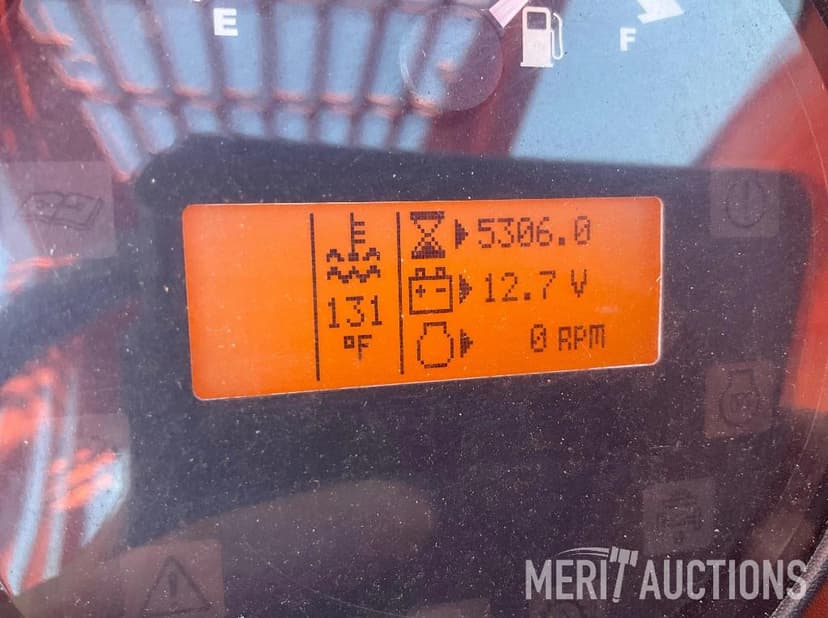 E F
5306.0
12.7 V
131
°F
0 RPM
MERIT AUCTIONS